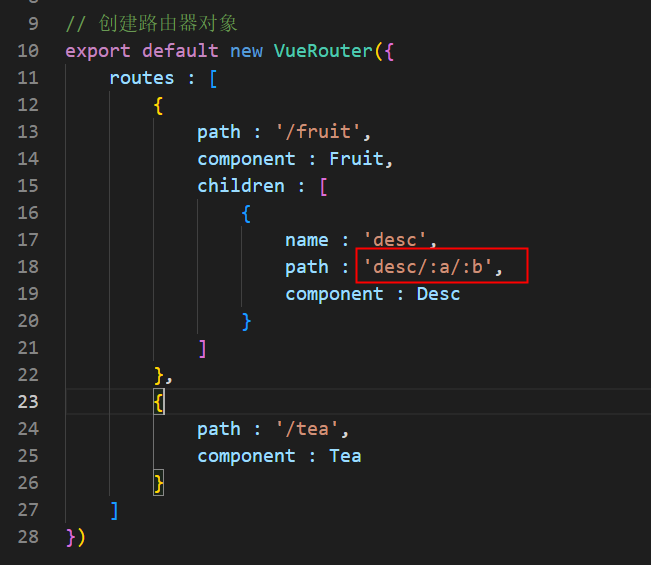 9 // 创建路由器对象
10 export default new VueRouter({
11 routes : [
12 {
13 path : '/fruit',
14 component : Fruit,
15 children : [
16 {
17 name : 'desc',
18 path : 'desc/:a/:b',
19 component : Desc
20 }
21 ]
22 },
23 {
24 path : '/tea',
25 component : Tea
26 }
27 ]
28 })